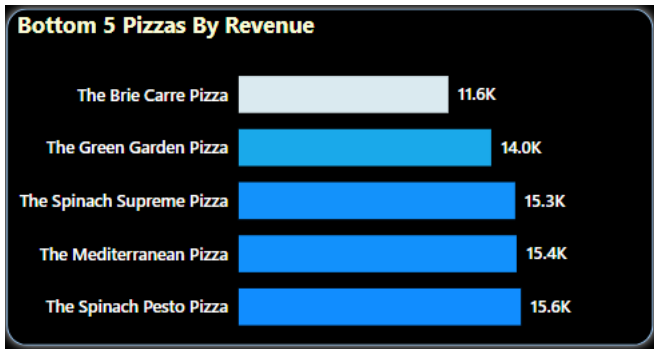 Bottom 5 Pizzas By Revenue
The Brie Carre Pizza 11.6K
The Green Garden Pizza 14.0K
The Spinach Supreme Pizza 15.3K
The Mediterranean Pizza 15.4K
The Spinach Pesto Pizza 15.6K